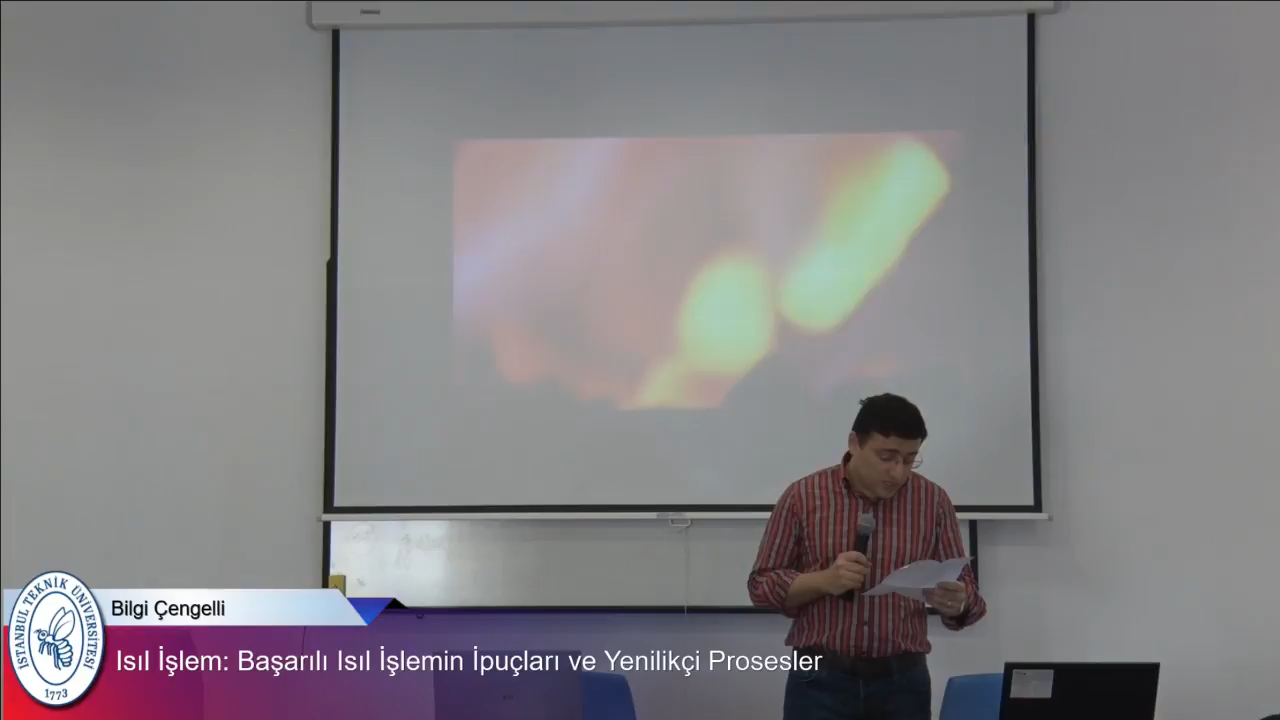 Bilgi Çengelli
Isıl İşlem: Başarılı Isıl İşlemin İpuçları ve Yenilikçi Prosesler
İSTANBUL TEKNİK ÜNİVERSİTESİ
1773